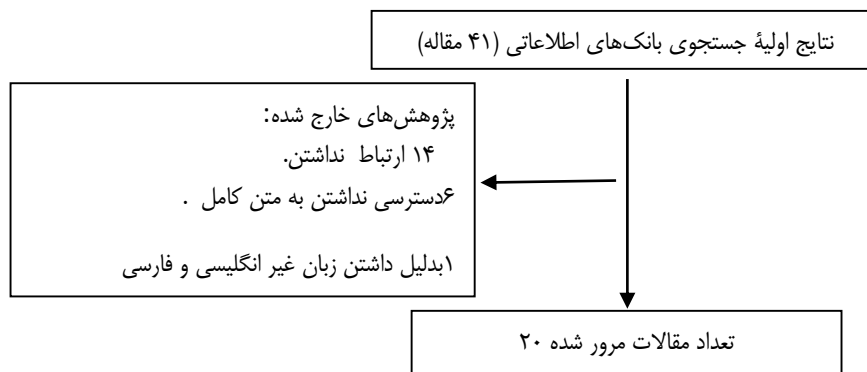 نتایج اولیۀ جستجوی بانک‌های اطلاعاتی (۴۱ مقاله)
پژوهش‌های خارج شده:
۱۴ ارتباط نداشتن.
۶دسترسی نداشتن به متن کامل .
۱بدلیل داشتن زبان غیر انگلیسی و فارسی
تعداد مقالات مرور شده ۲۰